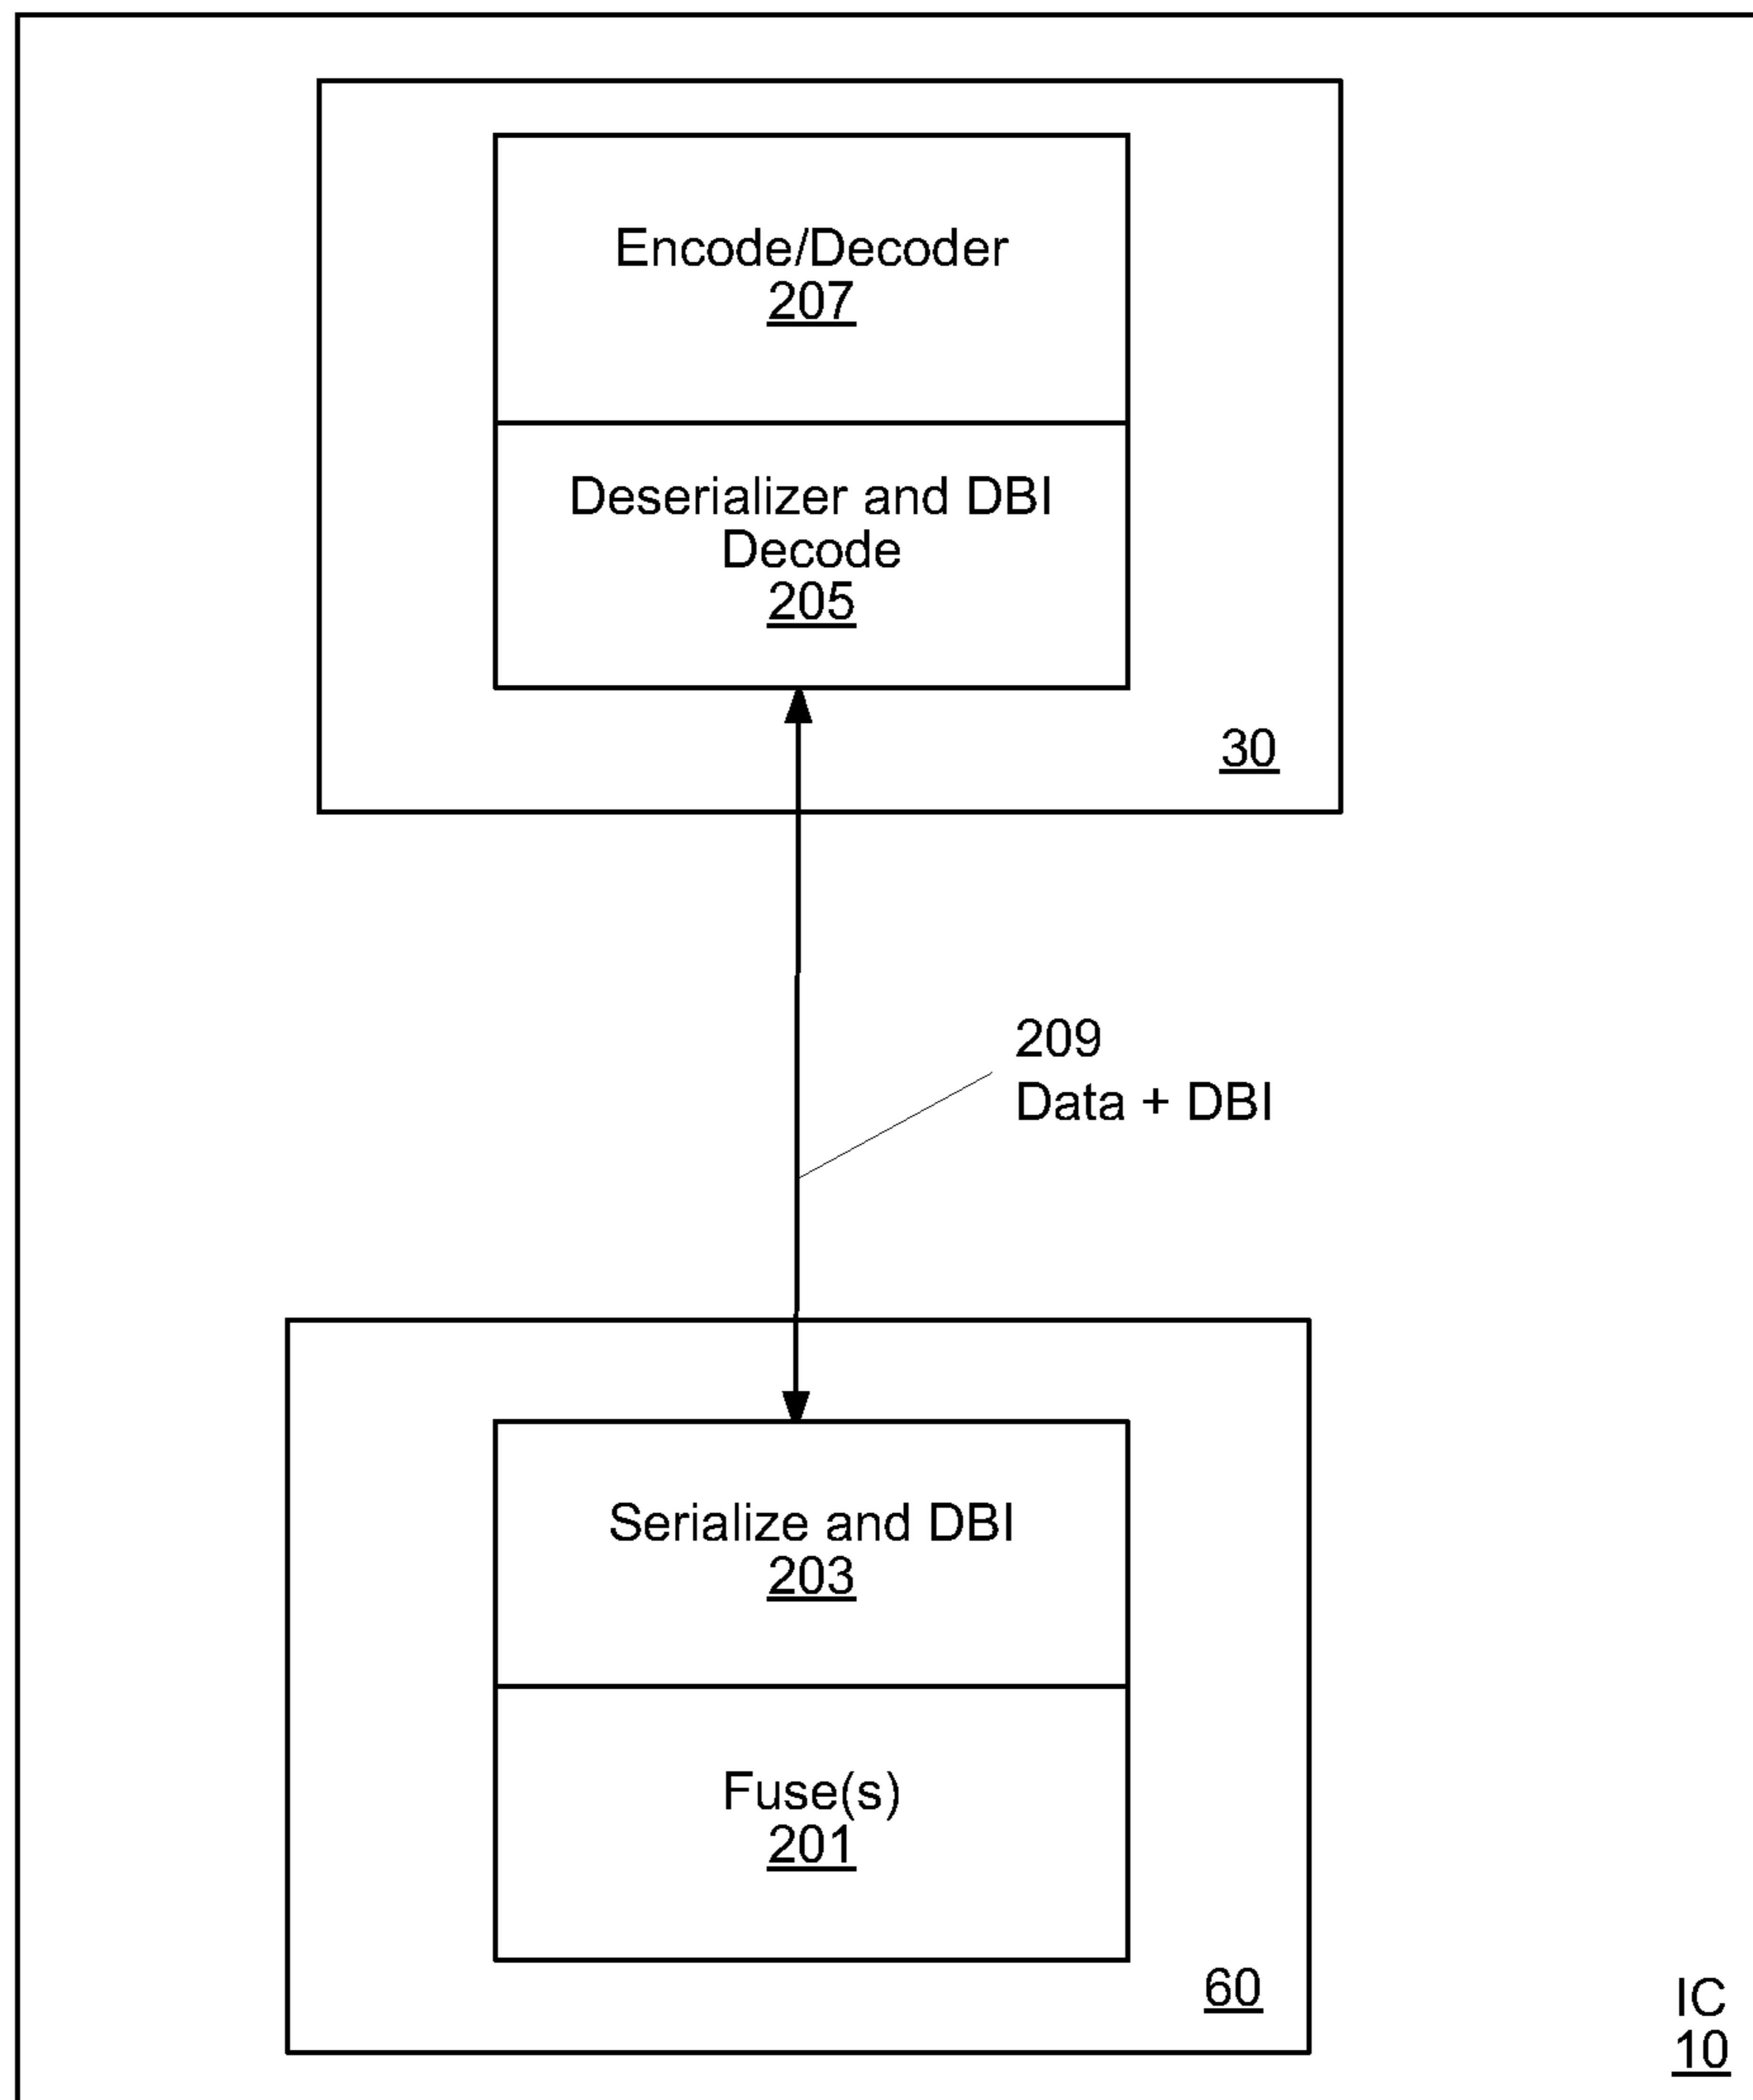 Encode/Decoder
207
Deserializer and DBI
Decode
205
30
209
Data + DBI
Serialize and DBI
203
Fuse(s)
201
60
IC
10